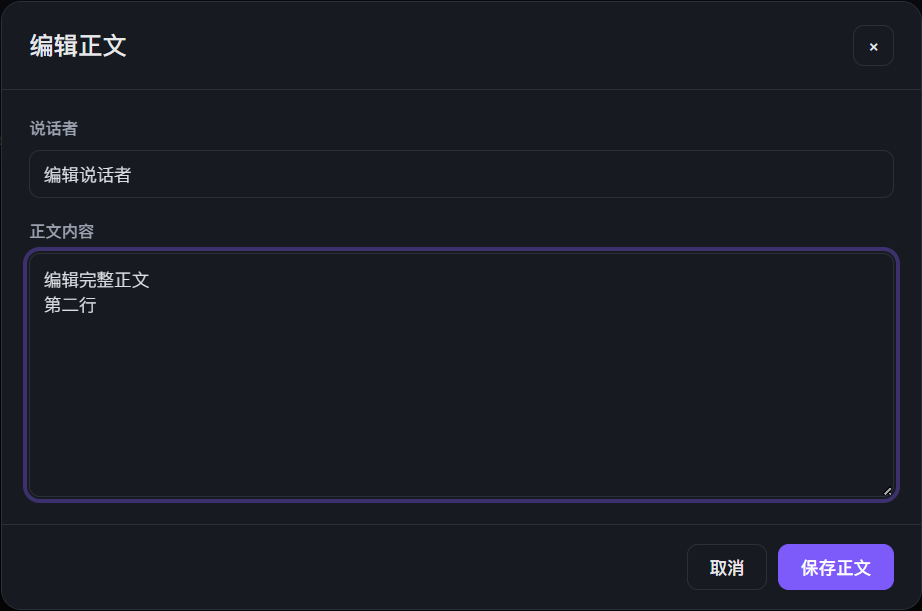 编辑正文
×
说话者
编辑说话者
正文内容
编辑完整正文
第二行
取消
保存正文